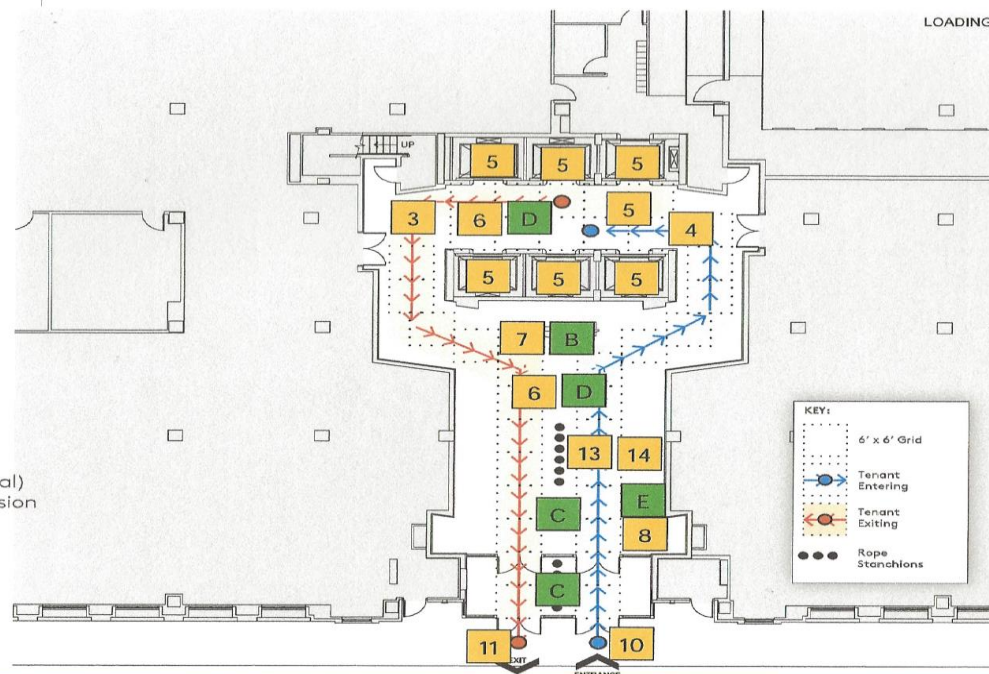 LOADING
UP
5
5
5
3
6
D
5
4
5
5
5
7
B
6
D
13
14
C
E
8
C
11
10
EXIT
ENTRANCE
al)
sion
KEY:
6' x 6' Grid
Tenant
Entering
Tenant
Exiting
Rope
Stanchions